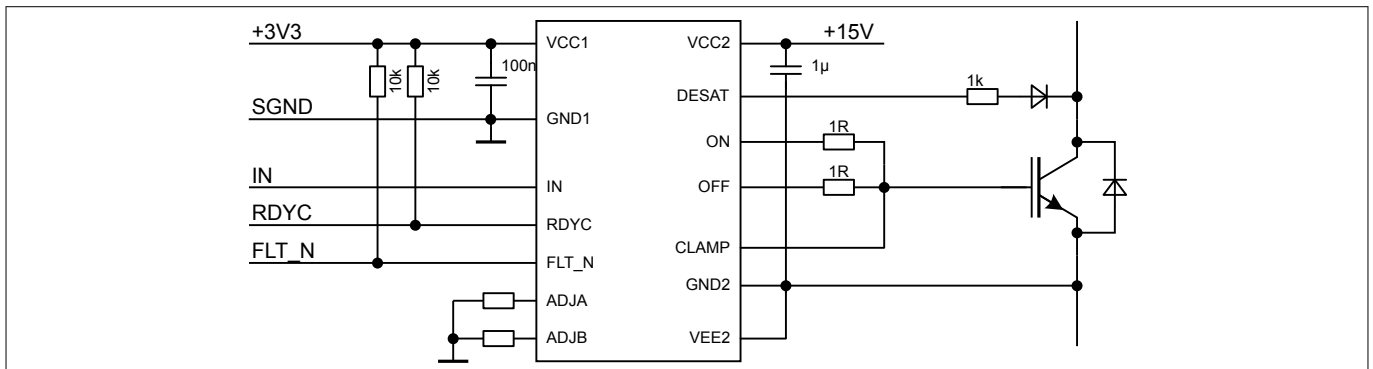 +3V3
VCC1
VCC2
+15V
10k
10k
100n
1µ
DESAT
1k
SGND
GND1
ON
1R
IN
IN
OFF
1R
RDYC
RDYC
CLAMP
FLT_N
FLT_N
GND2
ADJA
ADJB
VEE2